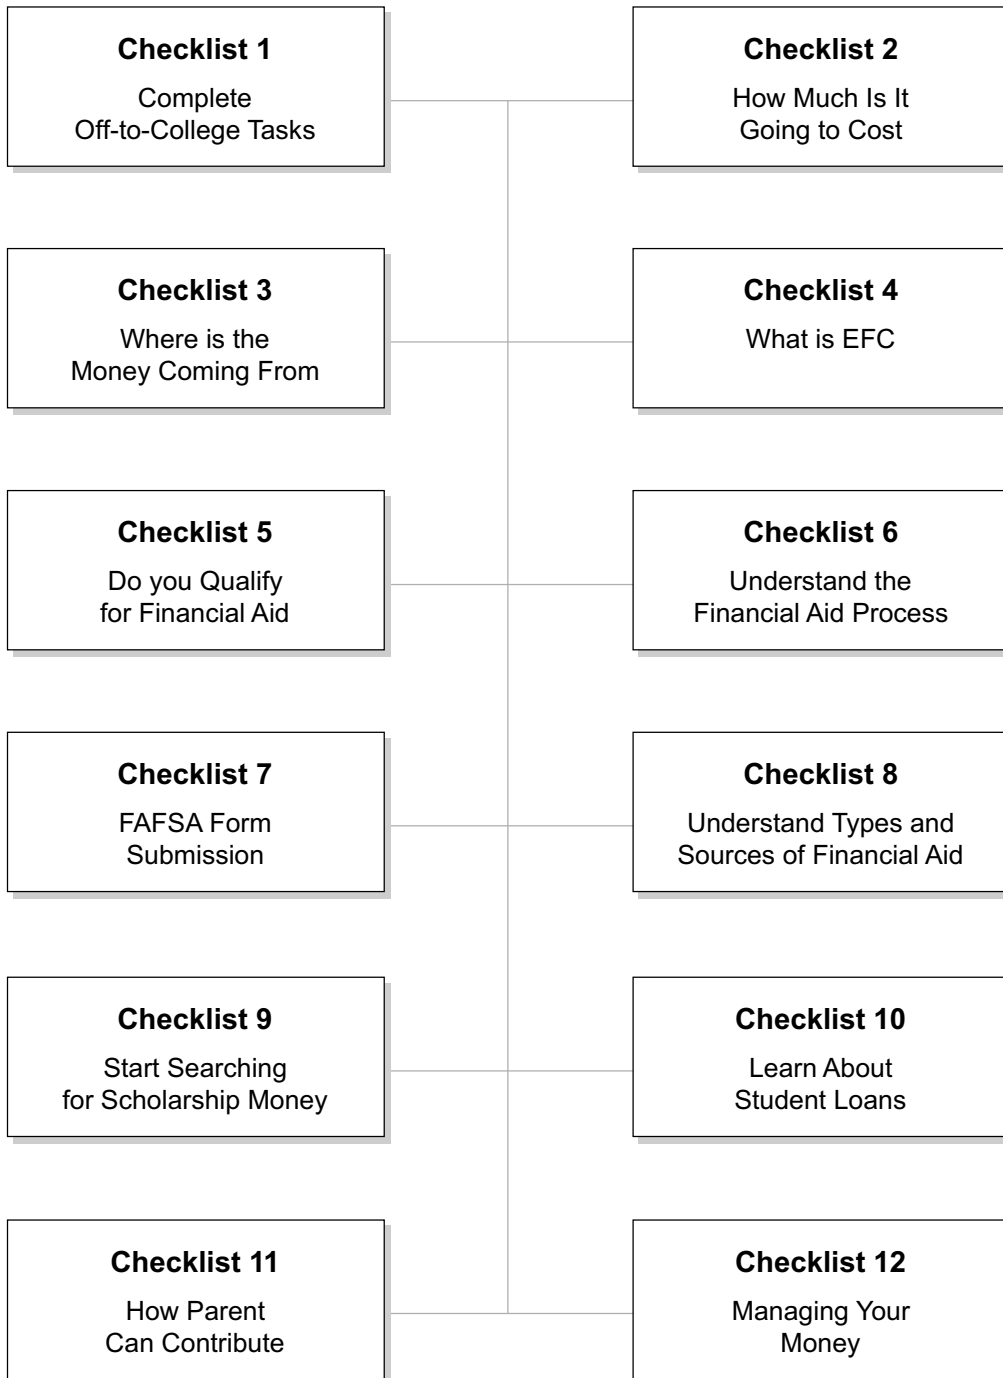 Checklist 1
Complete
Off-to-College Tasks
Checklist 2
How Much Is It
Going to Cost
Checklist 3
Where is the
Money Coming From
Checklist 4
What is EFC
Checklist 5
Do you Qualify
for Financial Aid
Checklist 6
Understand the
Financial Aid Process
Checklist 7
FAFSA Form
Submission
Checklist 8
Understand Types and
Sources of Financial Aid
Checklist 9
Start Searching
for Scholarship Money
Checklist 10
Learn About
Student Loans
Checklist 11
How Parent
Can Contribute
Checklist 12
Managing Your
Money